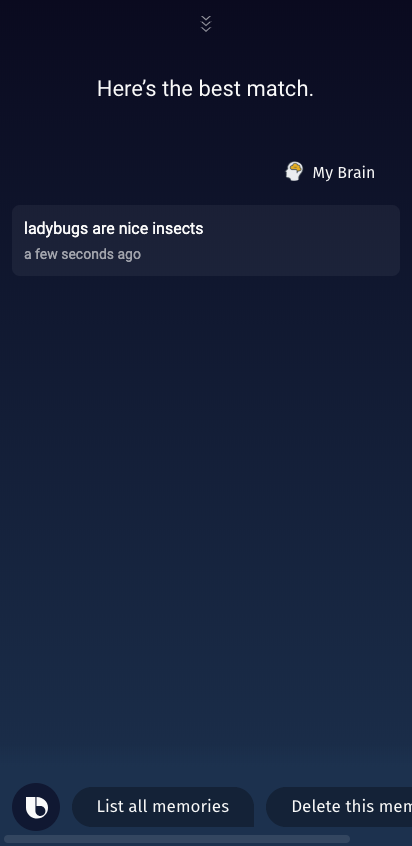 Here’s the best match.
My Brain
ladybugs are nice insects
a few seconds ago
List all memories
Delete this mem